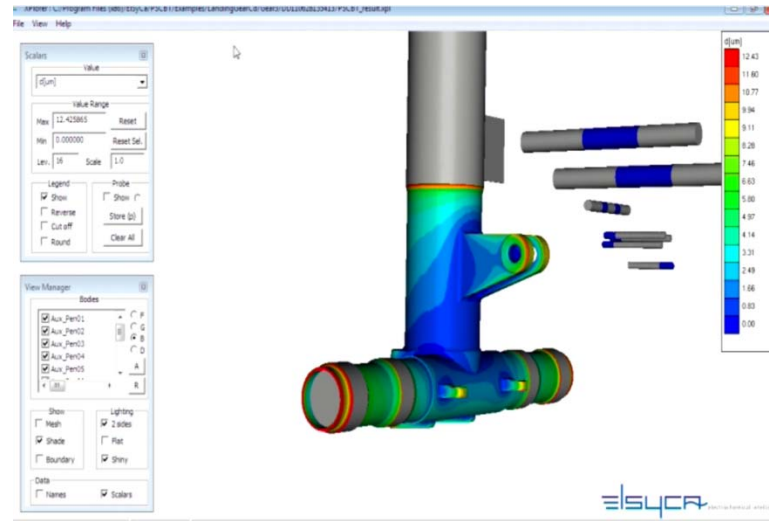 File View Help
Scalars
Value
d[um]
Value Range
Max 12.425865 Reset
Min 0.000000 Reset Sel.
Lev. 16 Scale 1.0
Legend
Show
Reverse
Cut off
Round
Probe
Show
Store (p)
Clear All
View Manager
Bodies
Aux_Pen01
Aux_Pen02
Aux_Pen03
Aux_Pen04
Aux_Pen05
P
G
B
D
A
R
Show
Mesh
Shade
Boundary
Lighting
2 sides
Flat
Shiny
Data
Names
Scalars
d[um]
12.43
11.60
10.77
9.94
9.11
8.28
7.46
6.63
5.80
4.97
4.14
3.31
2.49
1.66
0.83
0.00
elsyca